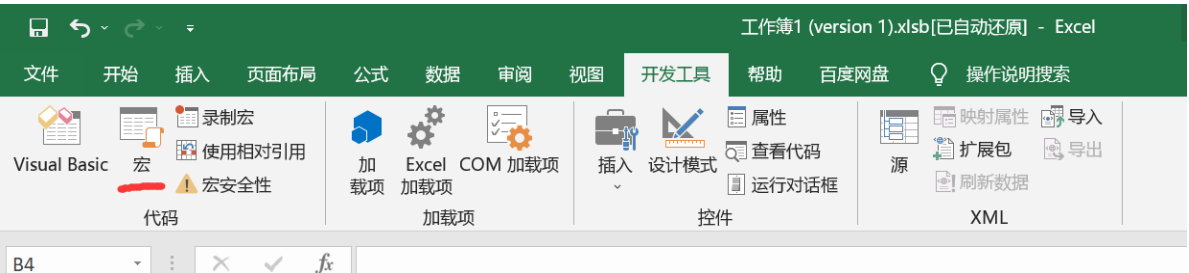 工作簿1 (version 1).xlsb[已自动还原] - Excel
文件 开始 插入 页面布局 公式 数据 审阅 视图 开发工具 帮助 百度网盘 操作说明搜索
Visual Basic 宏 录制宏 使用相对引用 宏安全性
加载项 Excel 加载项 COM 加载项
插入 设计模式 属性 查看代码 运行对话框
源 映射属性 扩展包 刷新数据 导入 导出
代码 加载项 控件 XML
B4 fx